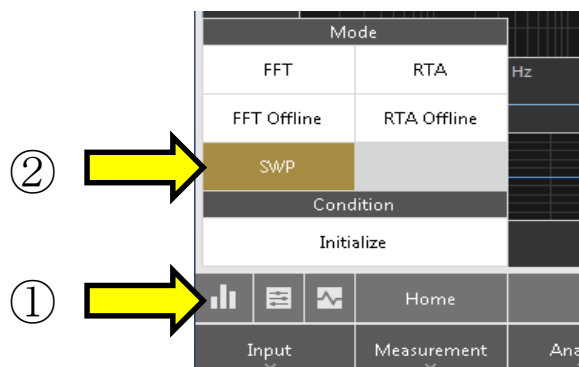 Mode
FFT RTA Hz
FFT Offline RTA Offline
② SWP
Condition
Initialize
① Home
Input Measurement Ana